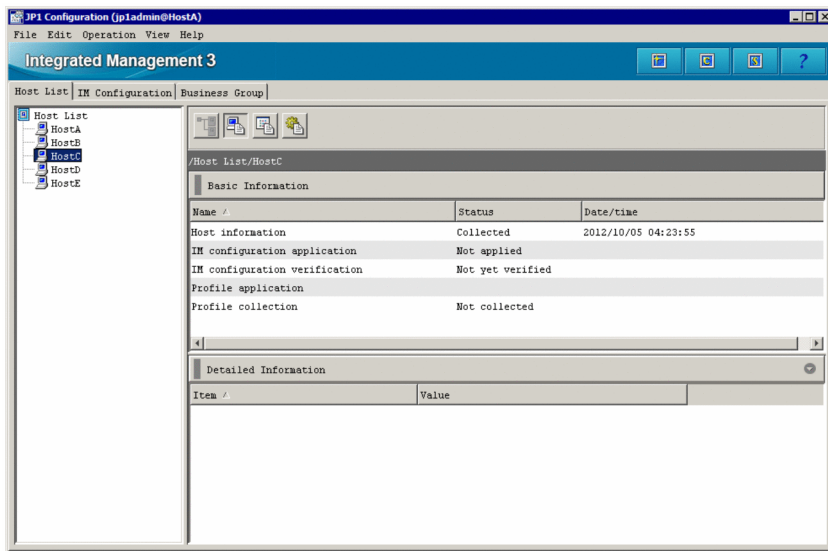 JP1 Configuration (jp1admin@HostA)
File Edit Operation View Help
Integrated Management 3
?
Host List IM Configuration Business Group
Host List
HostA
HostB
HostC
HostD
HostE
/Host List/HostC
Basic Information
Name Status Date/time
Host information Collected 2012/10/05 04:23:55
IM configuration application Not applied
IM configuration verification Not yet verified
Profile application
Profile collection Not collected
Detailed Information
Item Value